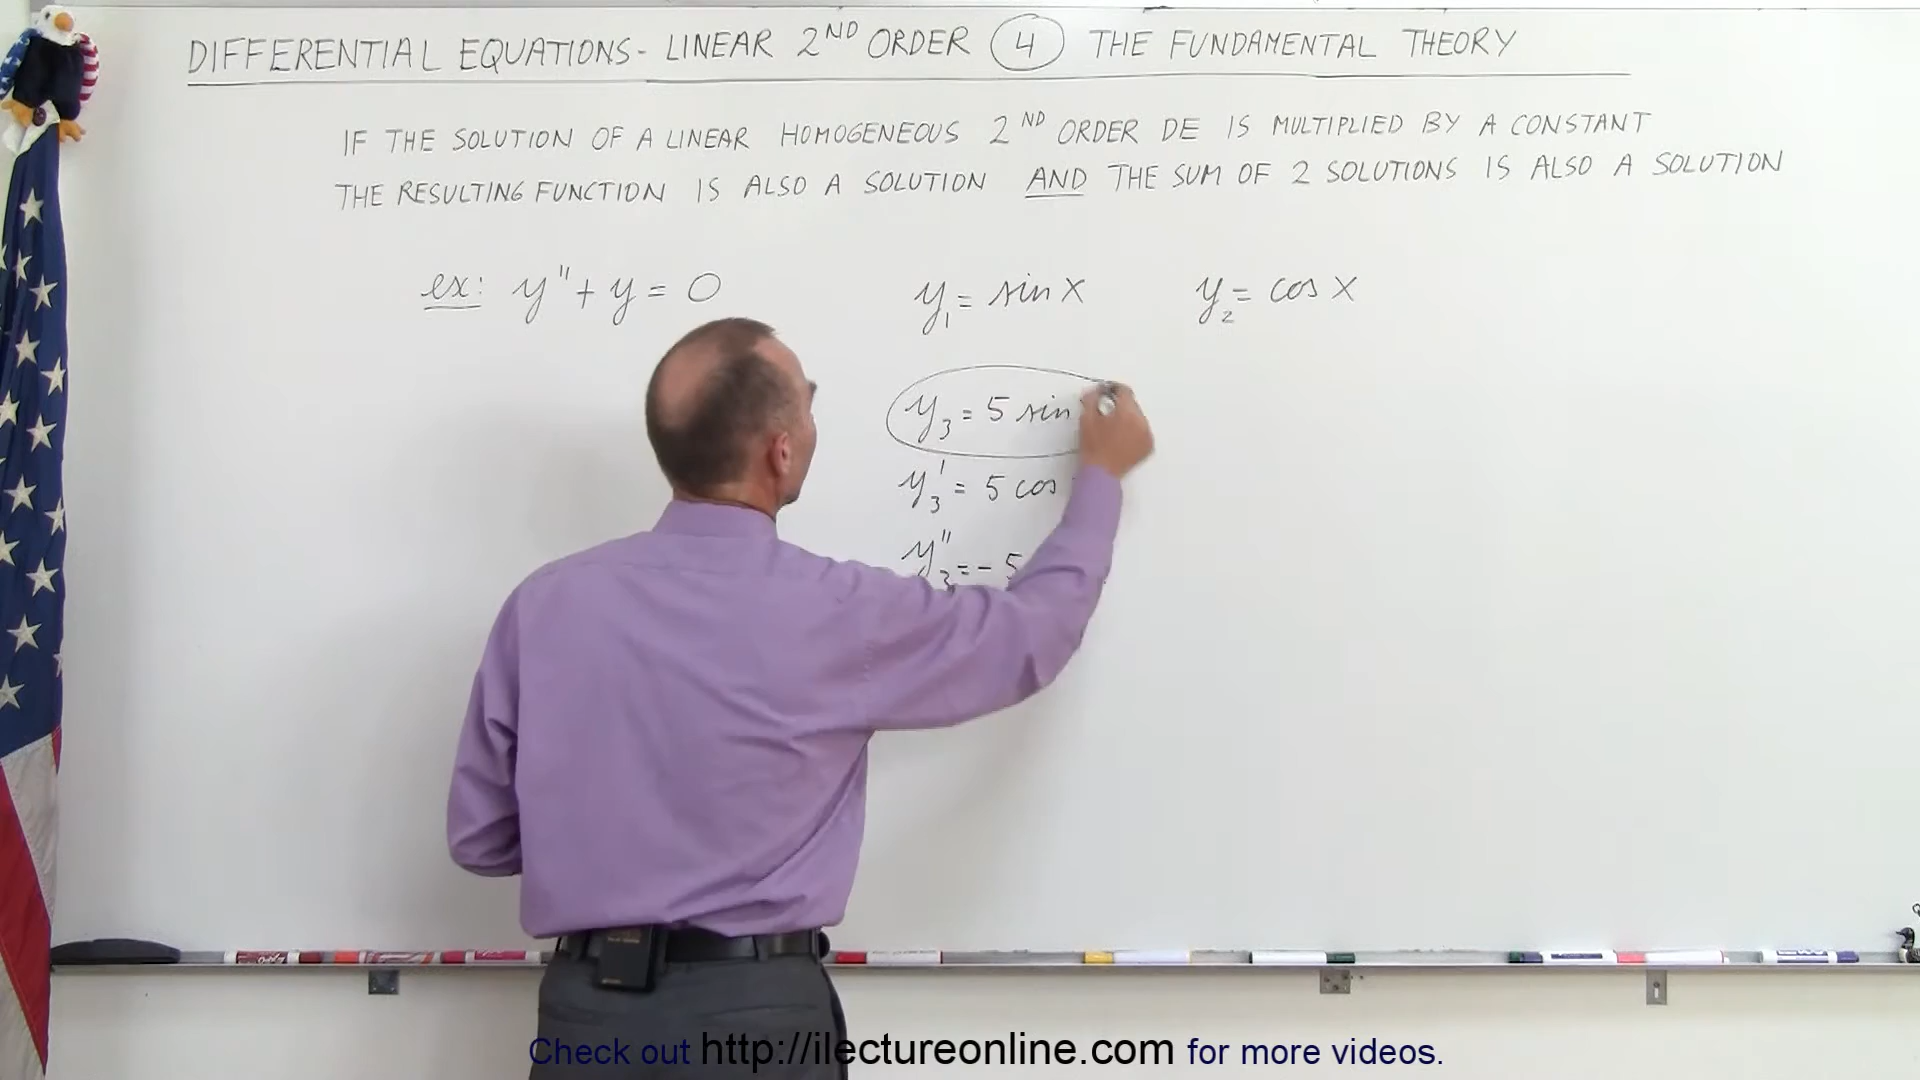 DIFFERENTIAL EQUATIONS - LINEAR 2ND ORDER 4 THE FUNDAMENTAL THEORY
IF THE SOLUTION OF A LINEAR HOMOGENEOUS 2ND ORDER DE IS MULTIPLIED BY A CONSTANT
THE RESULTING FUNCTION IS ALSO A SOLUTION AND THE SUM OF 2 SOLUTIONS IS ALSO A SOLUTION
ex: y" + y = 0 y₁ = sin x y₂ = cos x
y₃ = 5 sin
y₃' = 5 cos
y₃" = - 5
Check out http://ilectureonline.com for more videos.